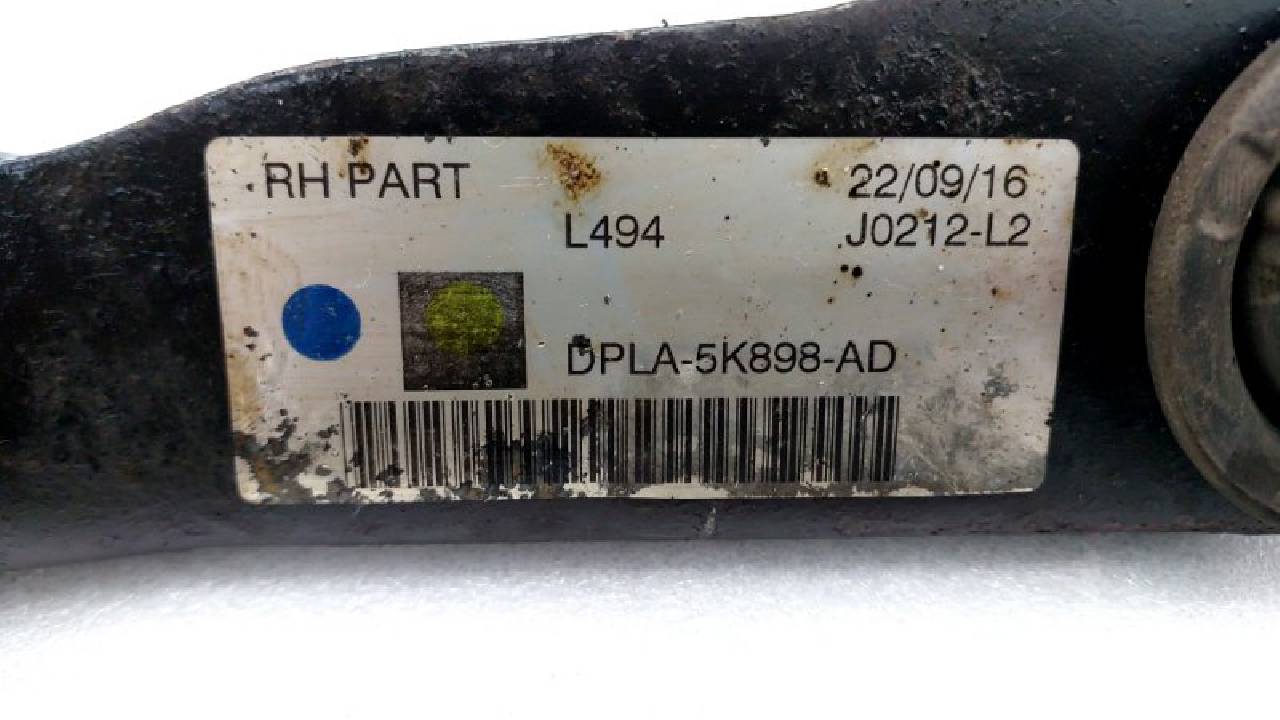 RH PART 22/09/16
L494 J0212-L2
DPLA-5K898-AD